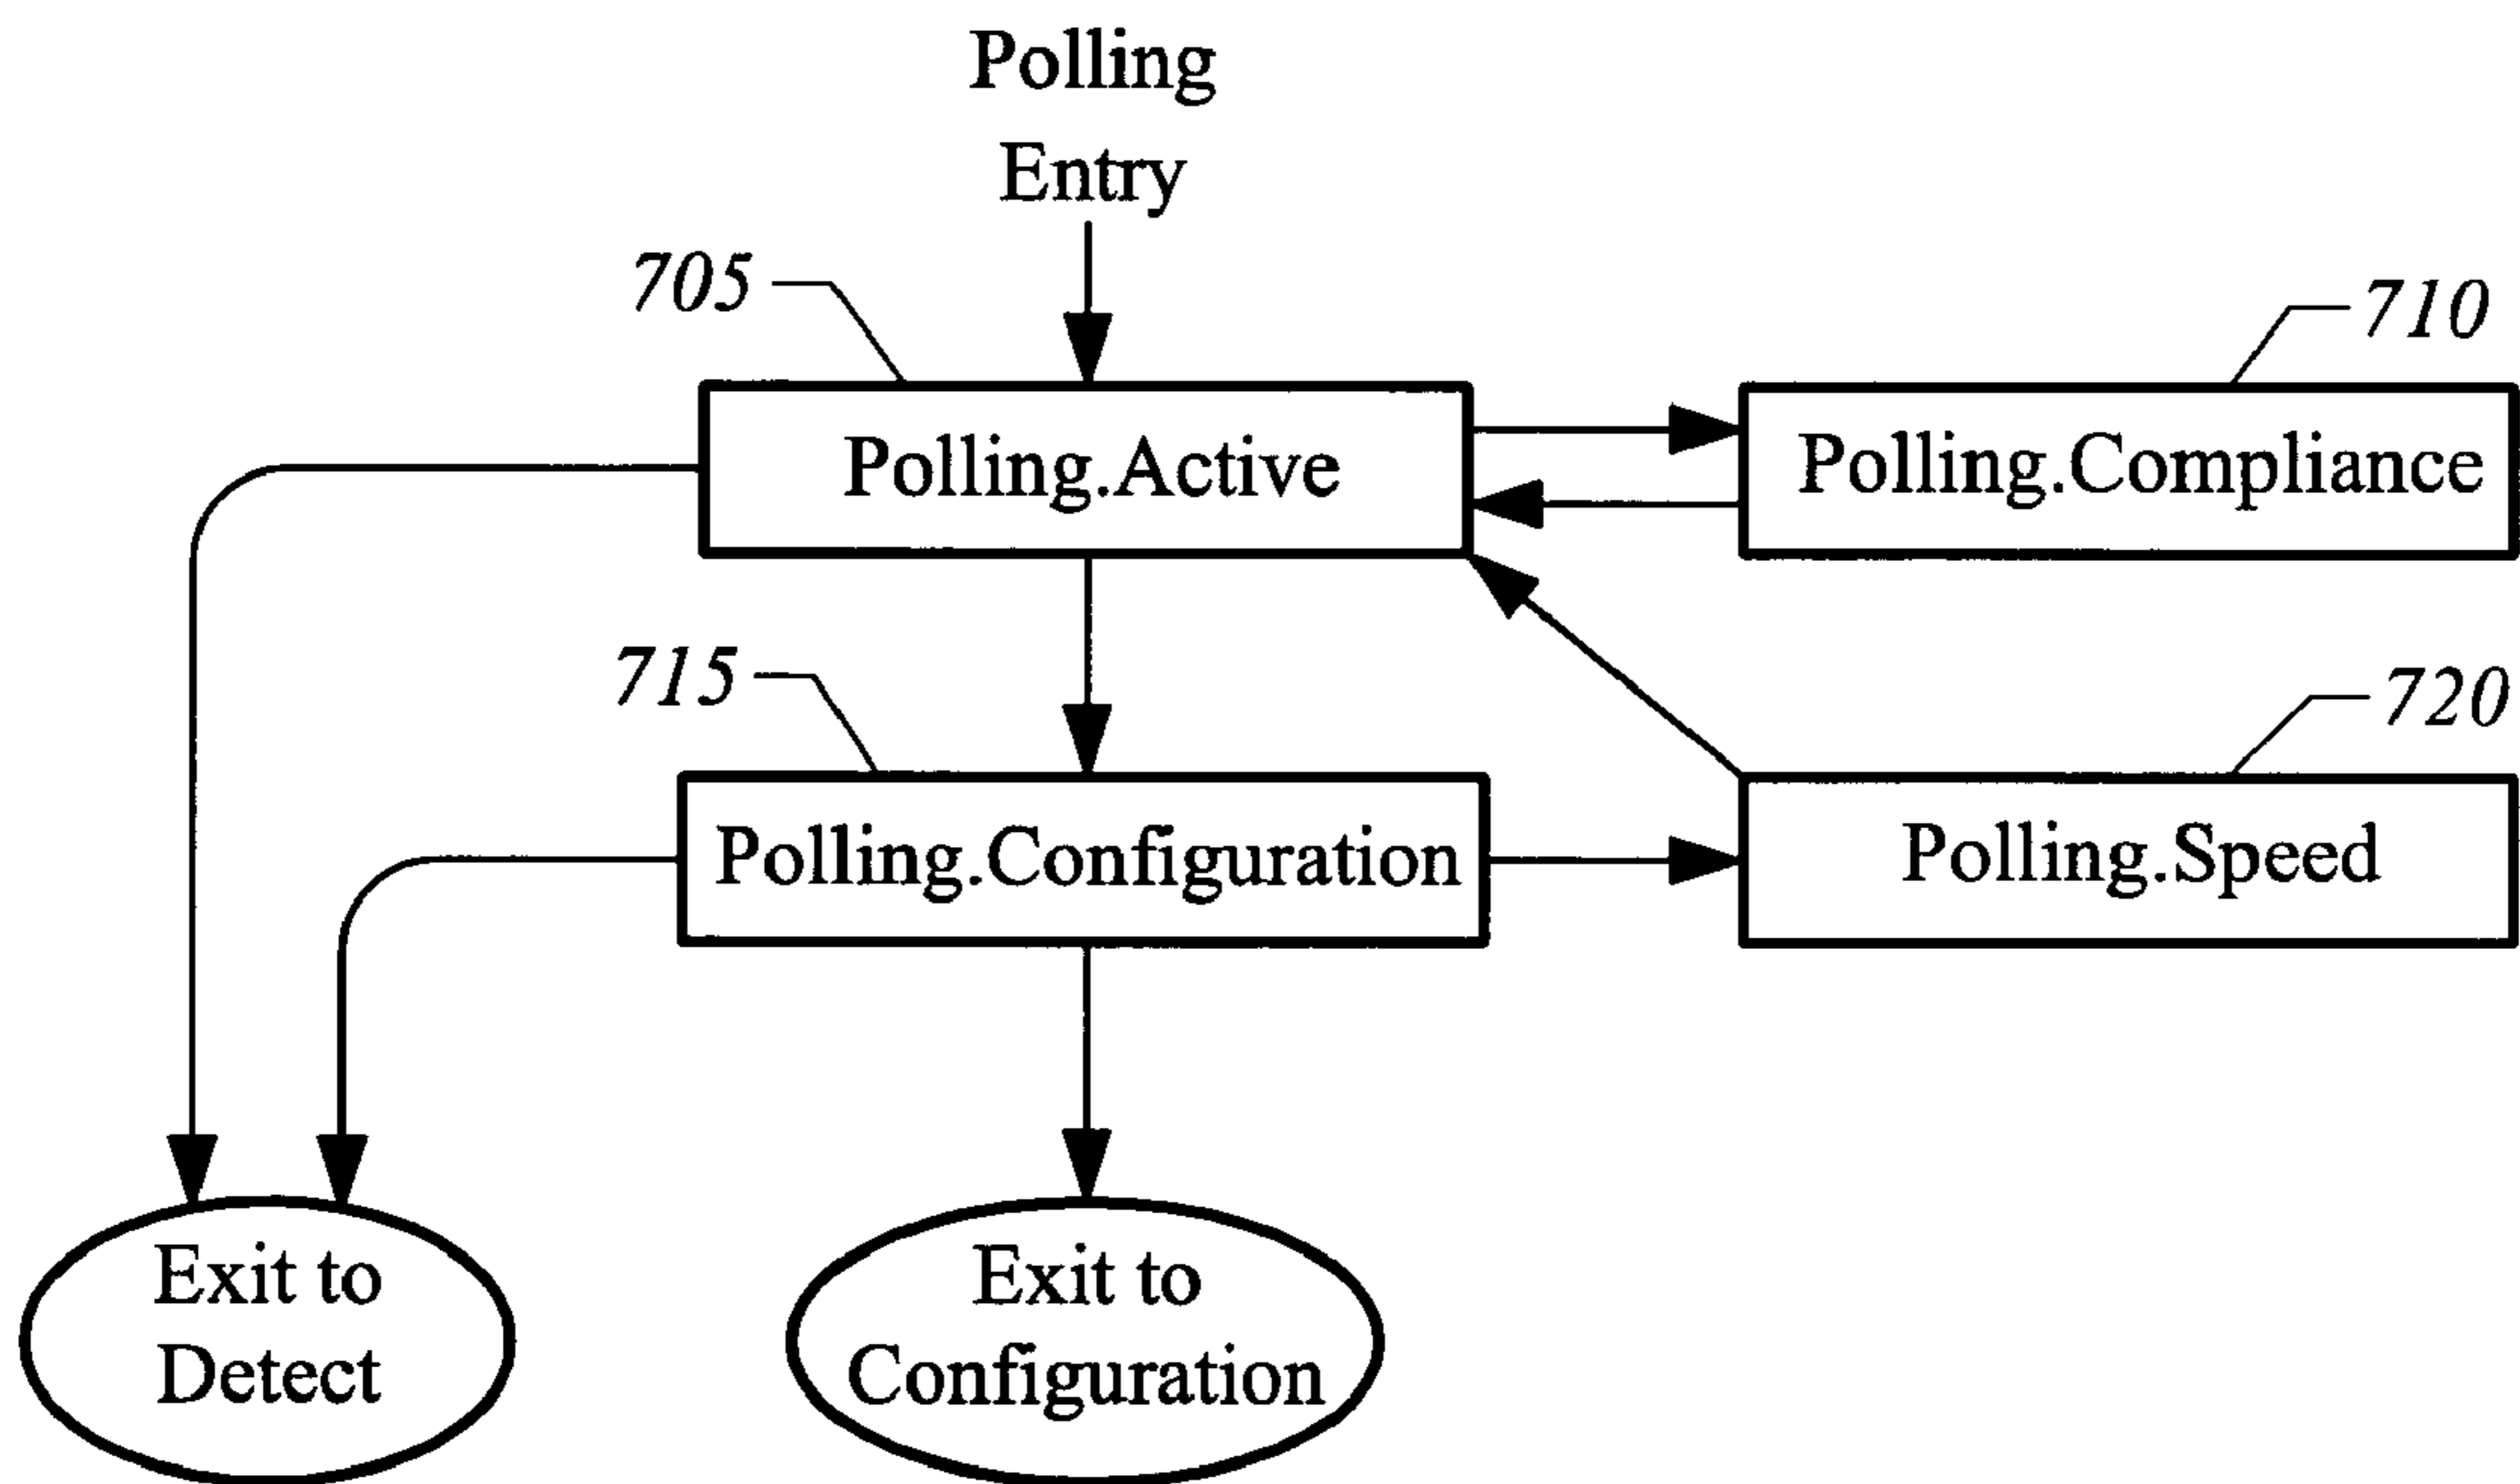 Polling
Entry
705
710
Polling.Active
Polling.Compliance
715
720
Polling.Configuration
Polling.Speed
Exit to
Detect
Exit to
Configuration